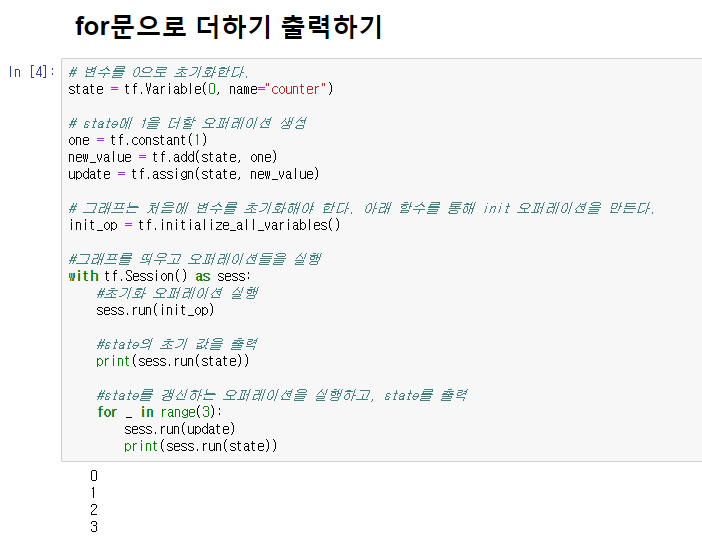 for문으로 더하기 출력하기
In [4]: # 변수를 0으로 초기화한다.
state = tf.Variable(0, name="counter")
# state에 1을 더할 오퍼레이션 생성
one = tf.constant(1)
new_value = tf.add(state, one)
update = tf.assign(state, new_value)
# 그래프는 처음에 변수를 초기화해야 한다. 아래 함수를 통해 init 오퍼레이션을 만든다.
init_op = tf.initialize_all_variables()
#그래프를 띄우고 오퍼레이션들을 실행
with tf.Session() as sess:
#초기화 오퍼레이션 실행
sess.run(init_op)
#state의 초기 값을 출력
print(sess.run(state))
#state를 갱신하는 오퍼레이션을 실행하고, state를 출력
for _ in range(3):
sess.run(update)
print(sess.run(state))
0
1
2
3